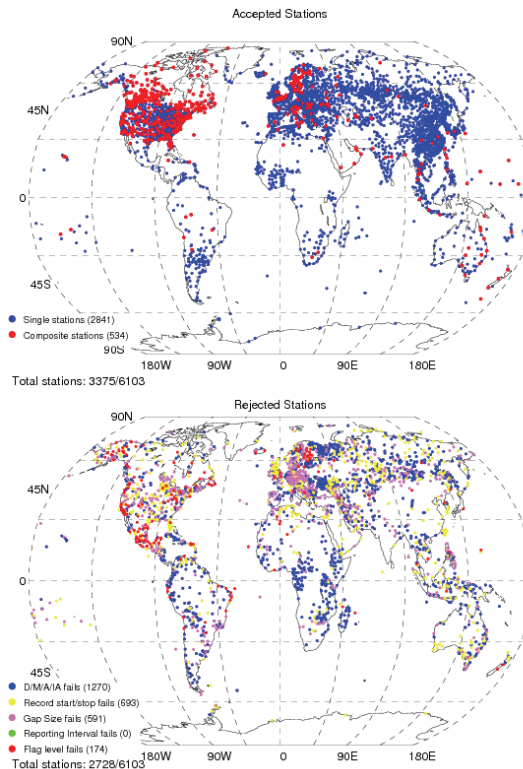 Accepted Stations
90N
45N
0
45S
Single stations (2841)
Composite stations (534)
90S
180W 90W 0 90E 180E
Total stations: 3375/6103
Rejected Stations
90N
45N
0
45S
D/M/A/IA fails (1270)
Record start/stop fails (693)
Gap Size fails (591)
Reporting Interval fails (0)
Flag level fails (174)
180W 90W 0 90E 180E
Total stations: 2728/6103